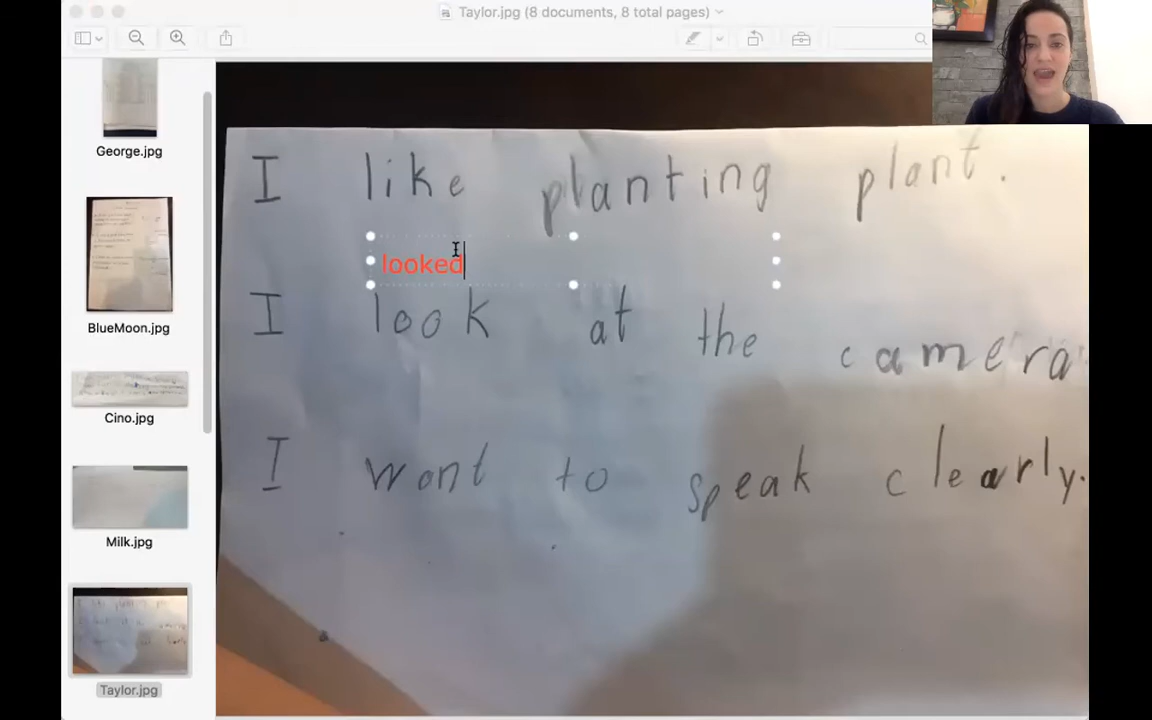 Taylor.jpg (8 documents, 8 total pages)
George.jpg
BlueMoon.jpg
Cino.jpg
Milk.jpg
Taylor.jpg
I like planting plant.
looked
I look at the camera
I want to speak clearly.